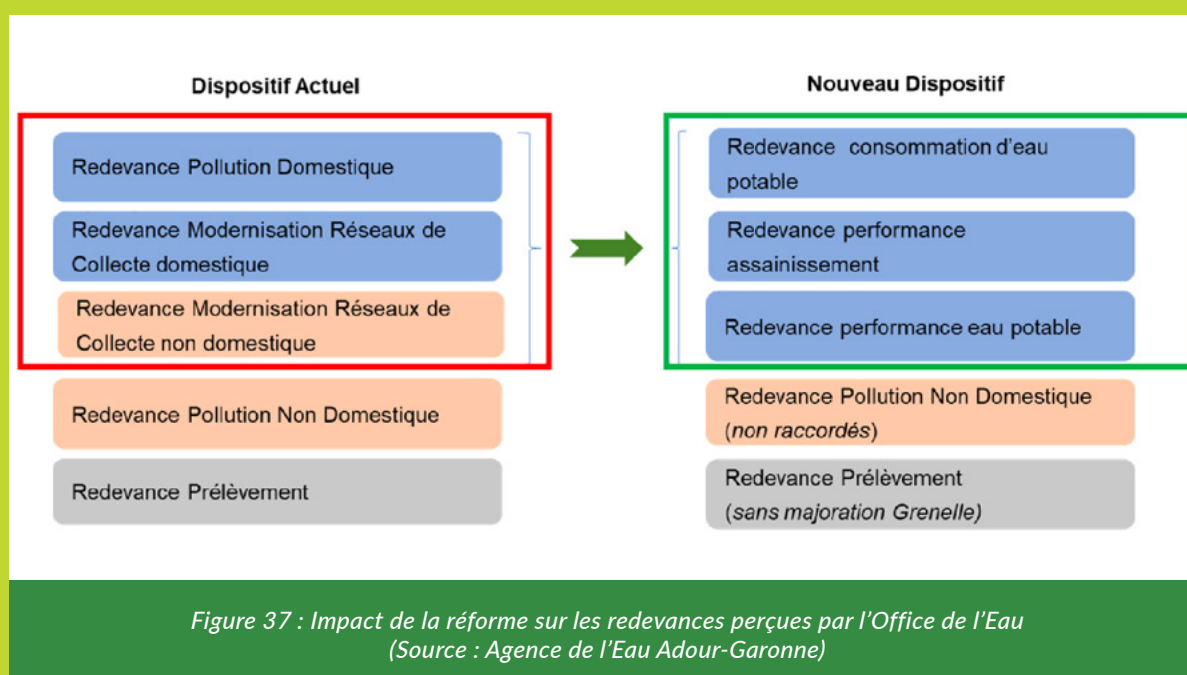 Dispositif Actuel
Redevance Pollution Domestique
Redevance Modernisation Réseaux de
Collecte domestique
Redevance Modernisation Réseaux de
Collecte non domestique
Redevance Pollution Non Domestique
Redevance Prélèvement
Nouveau Dispositif
Redevance consommation d'eau
potable
Redevance performance
assainissement
Redevance performance eau potable
Redevance Pollution Non Domestique
(non raccordés)
Redevance Prélèvement
(sans majoration Grenelle)
Figure 37 : Impact de la réforme sur les redevances perçues par l'Office de l'Eau
(Source : Agence de l'Eau Adour-Garonne)